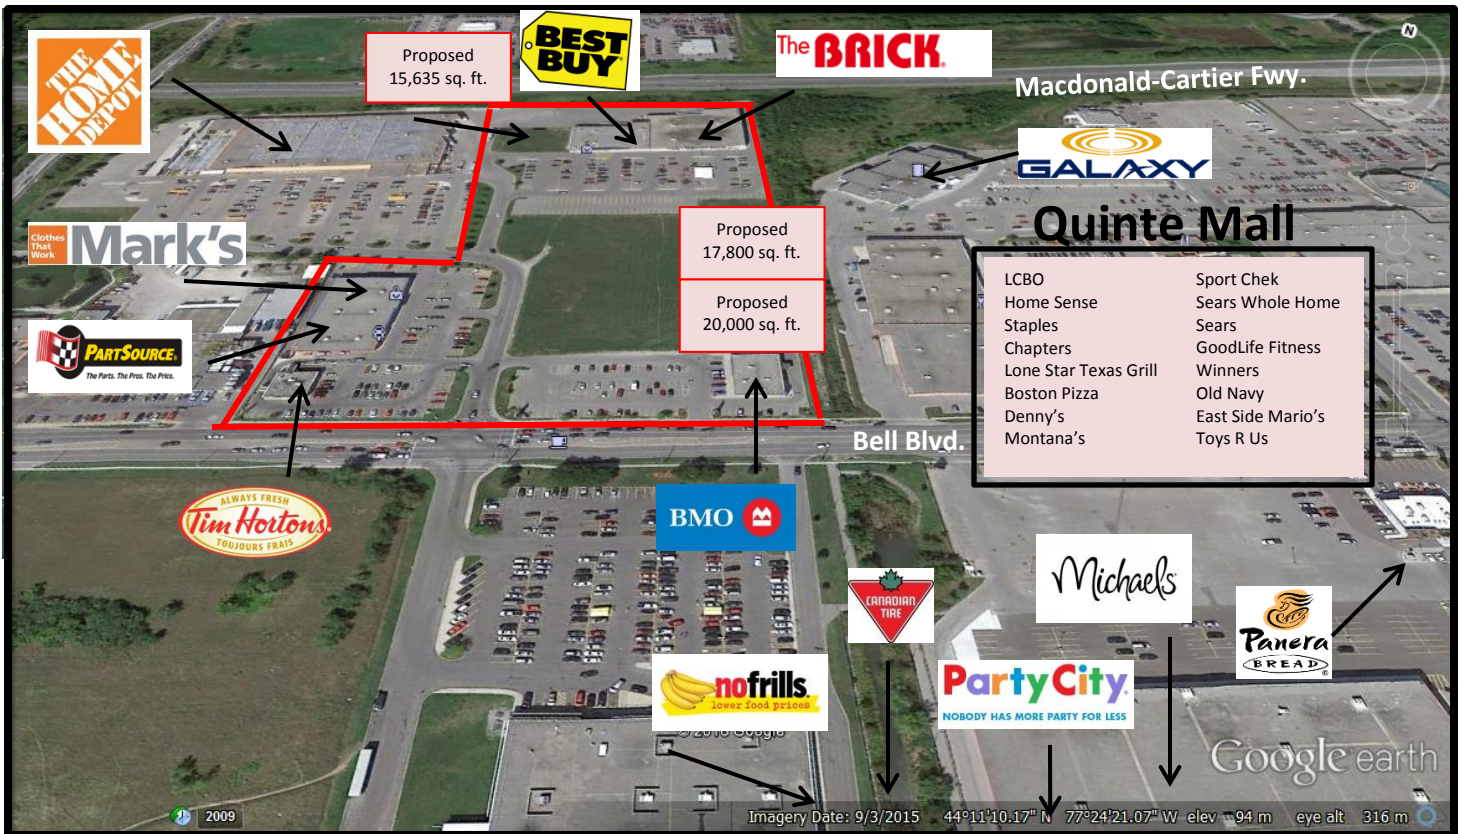 THE
HOME
DEPOT
Proposed
15,635 sq. ft.
BEST
BUY
The BRICK.
Macdonald-Cartier Fwy.
N
GALAXY
Clothes
That
Work
Mark's
Quinte Mall
Proposed
17,800 sq. ft.
Proposed
20,000 sq. ft.
LCBO
Home Sense
Staples
Chapters
Lone Star Texas Grill
Boston Pizza
Denny's
Montana's
Sport Chek
Sears Whole Home
Sears
GoodLife Fitness
Winners
Old Navy
East Side Mario's
Toys R Us
PARTSOURCE.
The Parts. The Pros. The Price.
Bell Blvd.
ALWAYS FRESH
Tim Hortons.
TOUJOURS FRAIS
BMO
CANADIAN
TIRE
Michaels
Panera
BREAD®
nofrills.
lower food prices
PartyCity.
NOBODY HAS MORE PARTY FOR LESS
© 2016 Google
Google earth
2009
Imagery Date: 9/3/2015 44°11'10.17" N 77°24'21.07" W elev 94 m eye alt 316 m